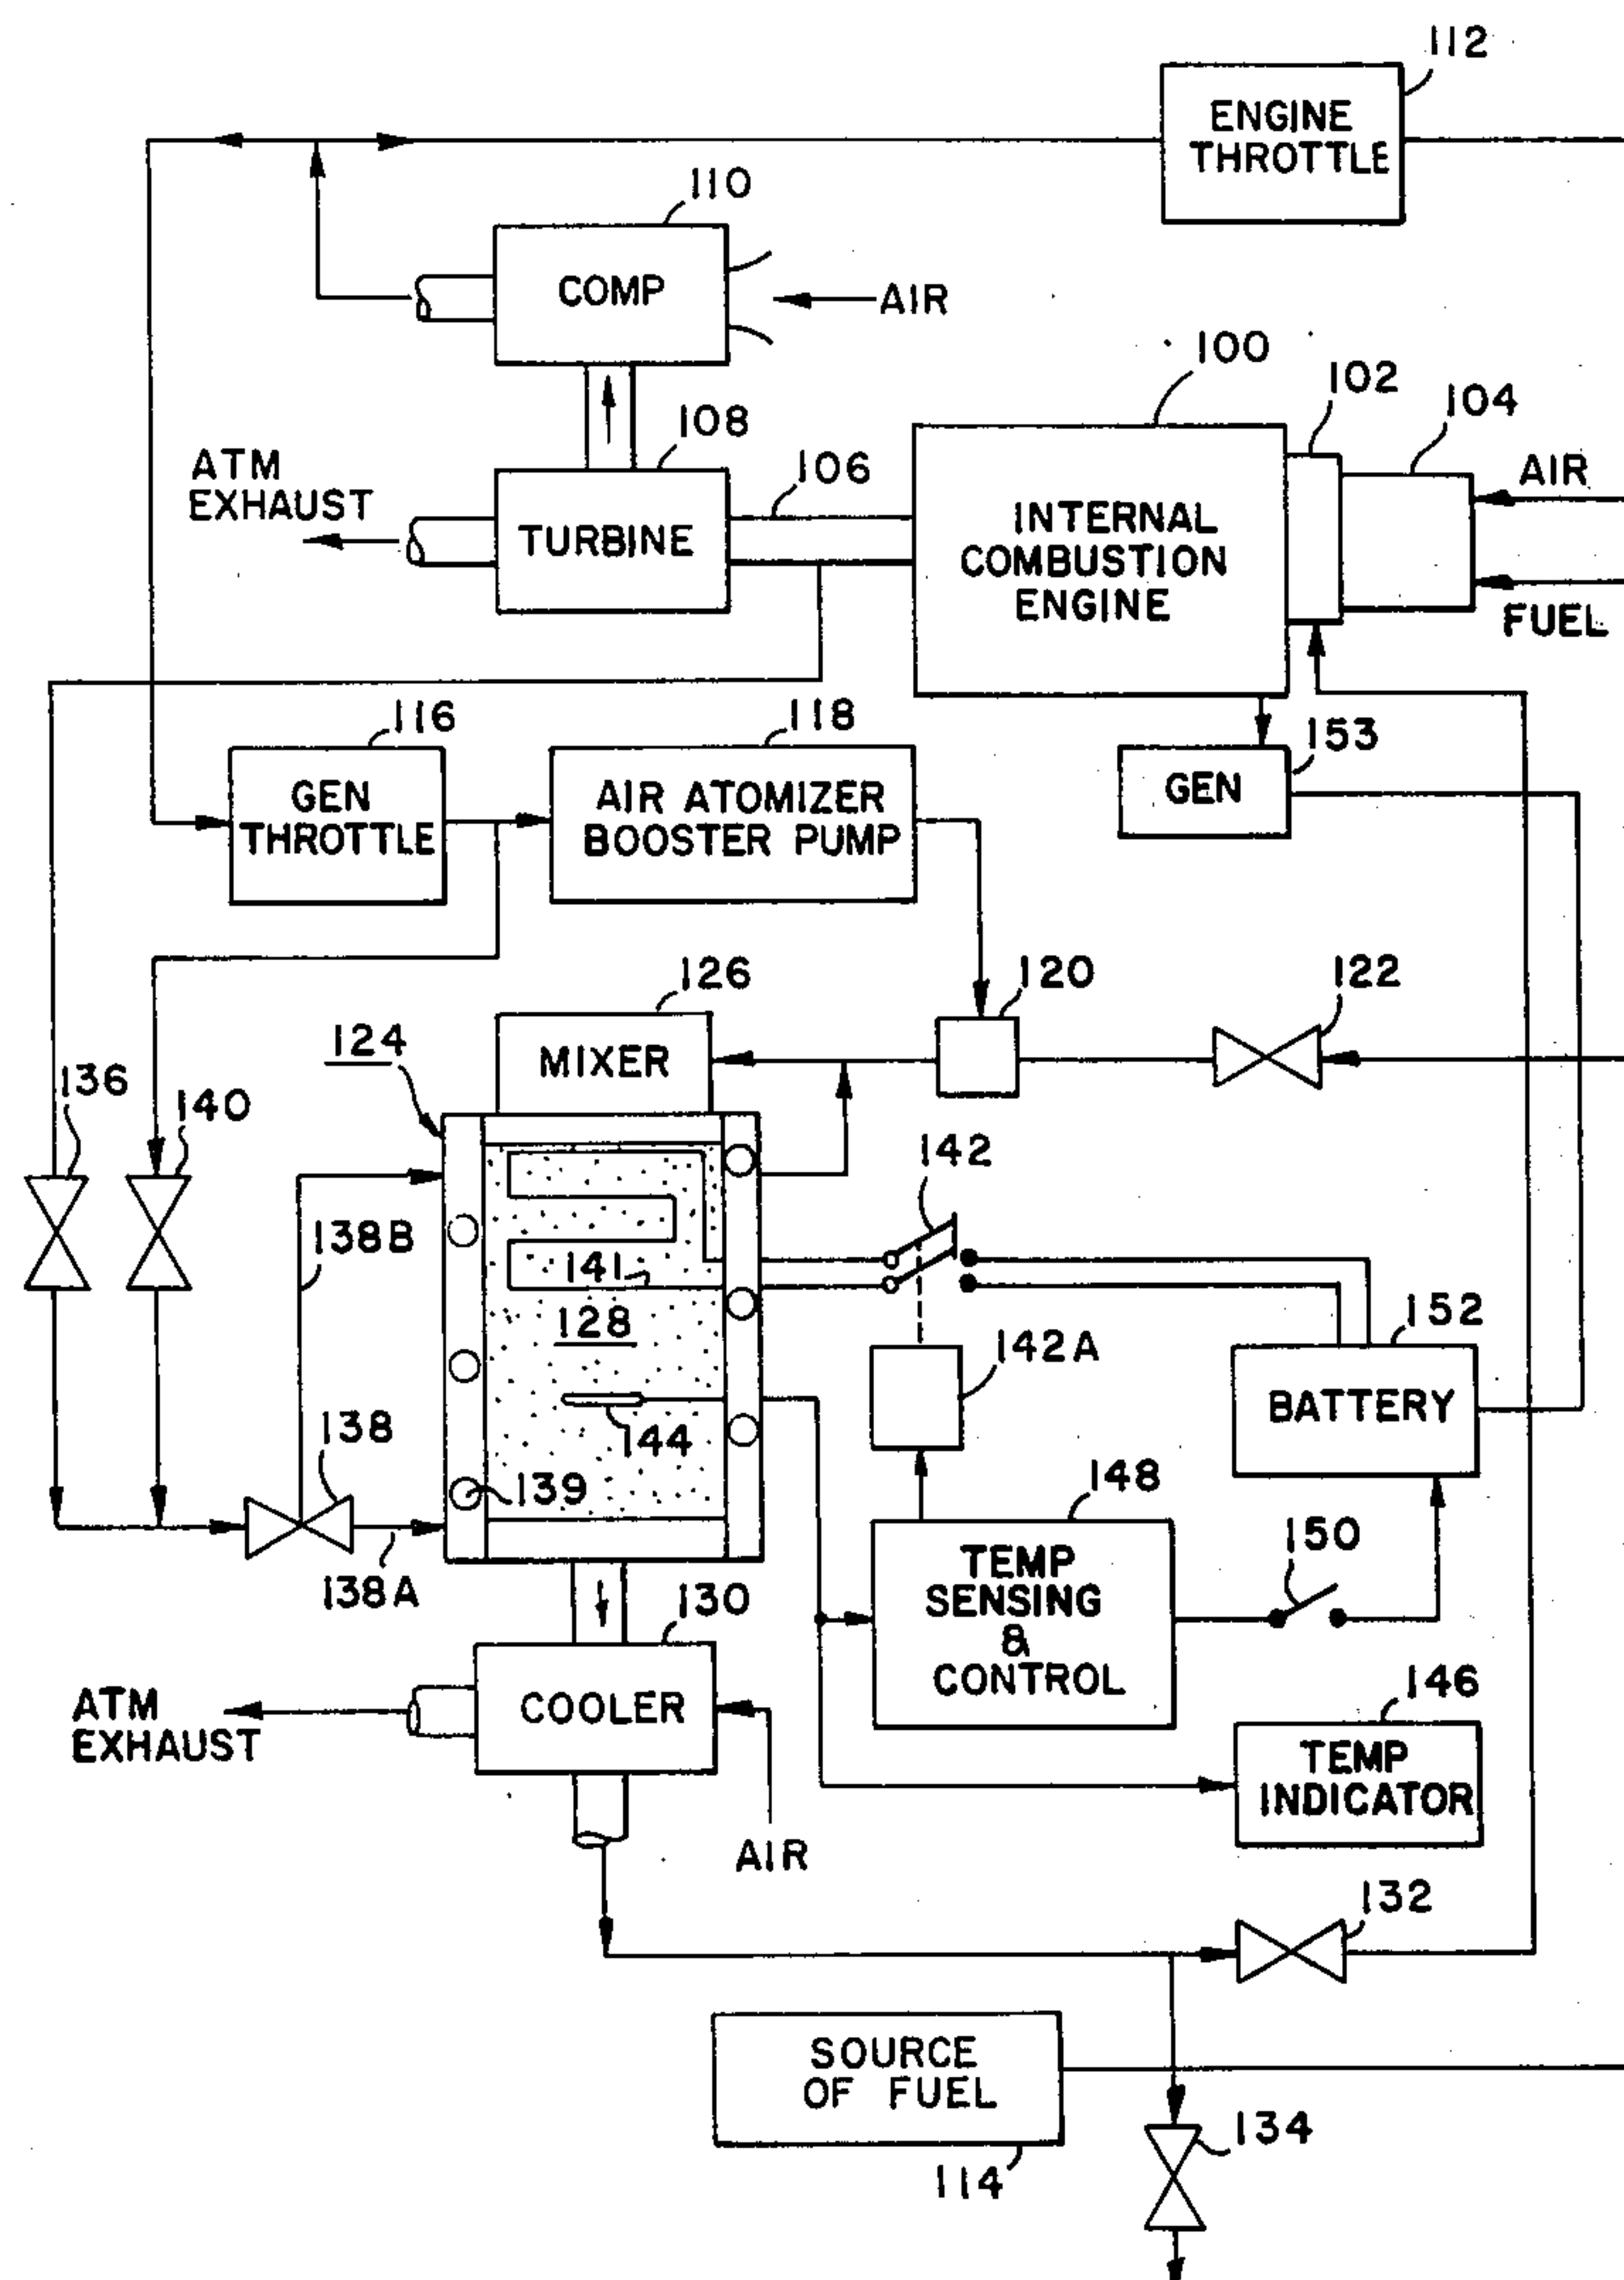 112
ENGINE
THROTTLE
110
COMP
AIR
100
102
104
108
ATM
EXHAUST
106
AIR
TURBINE
INTERNAL
COMBUSTION
ENGINE
FUEL
116
118
153
GEN
THROTTLE
AIR ATOMIZER
BOOSTER PUMP
GEN
126
120
122
124
MIXER
136
140
142
138B
141
128
142A
152
BATTERY
144
138
139
148
150
138A
TEMP
SENSING
&
CONTROL
130
146
ATM
EXHAUST
COOLER
TEMP
INDICATOR
AIR
132
SOURCE
OF FUEL
134
114